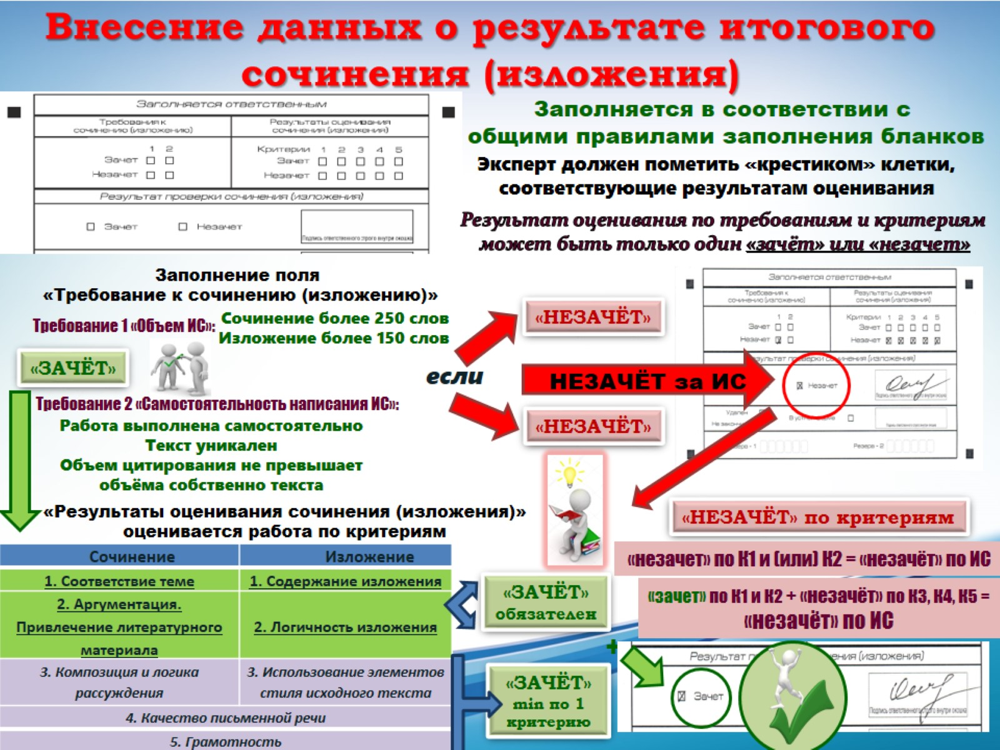 Внесение данных о результате итогового
сочинения (изложения)
Заполняется ответственным
Требования к
сочинению (изложению)
Результаты оценивания
сочинения (изложения)
1 2
Зачет
Незачет
Критерии 1 2 3 4 5
Зачет
Незачет
Результат проверки сочинения (изложения)
Зачет
Незачет
Подпись ответственного строго внутри окошка
Заполняется в соответствии с
общими правилами заполнения бланков
Эксперт должен пометить «крестиком» клетки,
соответствующие результатам оценивания
Результат оценивания по требованиям и критериям
может быть только один «зачёт» или «незачет»
Заполнение поля
«Требование к сочинению (изложению)»
Требование 1 «Объем ИС»:
Сочинение более 250 слов
Изложение более 150 слов
«ЗАЧЁТ»
Требование 2 «Самостоятельность написания ИС»:
Работа выполнена самостоятельно
Текст уникален
Объем цитирования не превышает
объёма собственно текста
если
«НЕЗАЧЁТ»
НЕЗАЧЁТ за ИС
«НЕЗАЧЁТ»
Заполняется ответственным
Требования к
сочинению (изложению)
Результаты оценивания
сочинения (изложения)
1 2
Зачет
Незачет
Критерии 1 2 3 4 5
Зачет
Незачет
проверки сочинения (изложения)
Незачет
Подпись ответственного строго внутри окошка
Удален
Не
Резерв - 1
Резерв - 2
«НЕЗАЧЁТ» по критериям
«незачет» по К1 и (или) К2 = «незачёт» по ИС
«зачет» по К1 и К2 + «незачёт» по К3, К4, К5 =
«незачёт» по ИС
«Результаты оценивания сочинения (изложения)»
оценивается работа по критериям
Сочинение
Изложение
1. Соответствие теме
1. Содержание изложения
2. Аргументация.
Привлечение литературного
материала
2. Логичность изложения
3. Композиция и логика
рассуждения
3. Использование элементов
стиля исходного текста
4. Качество письменной речи
5. Грамотность
«ЗАЧЁТ»
обязателен
+
«ЗАЧЁТ»
min по 1
критерию
Результат
(изложения)
Зачет
Подпись ответственного строго внутри окошка